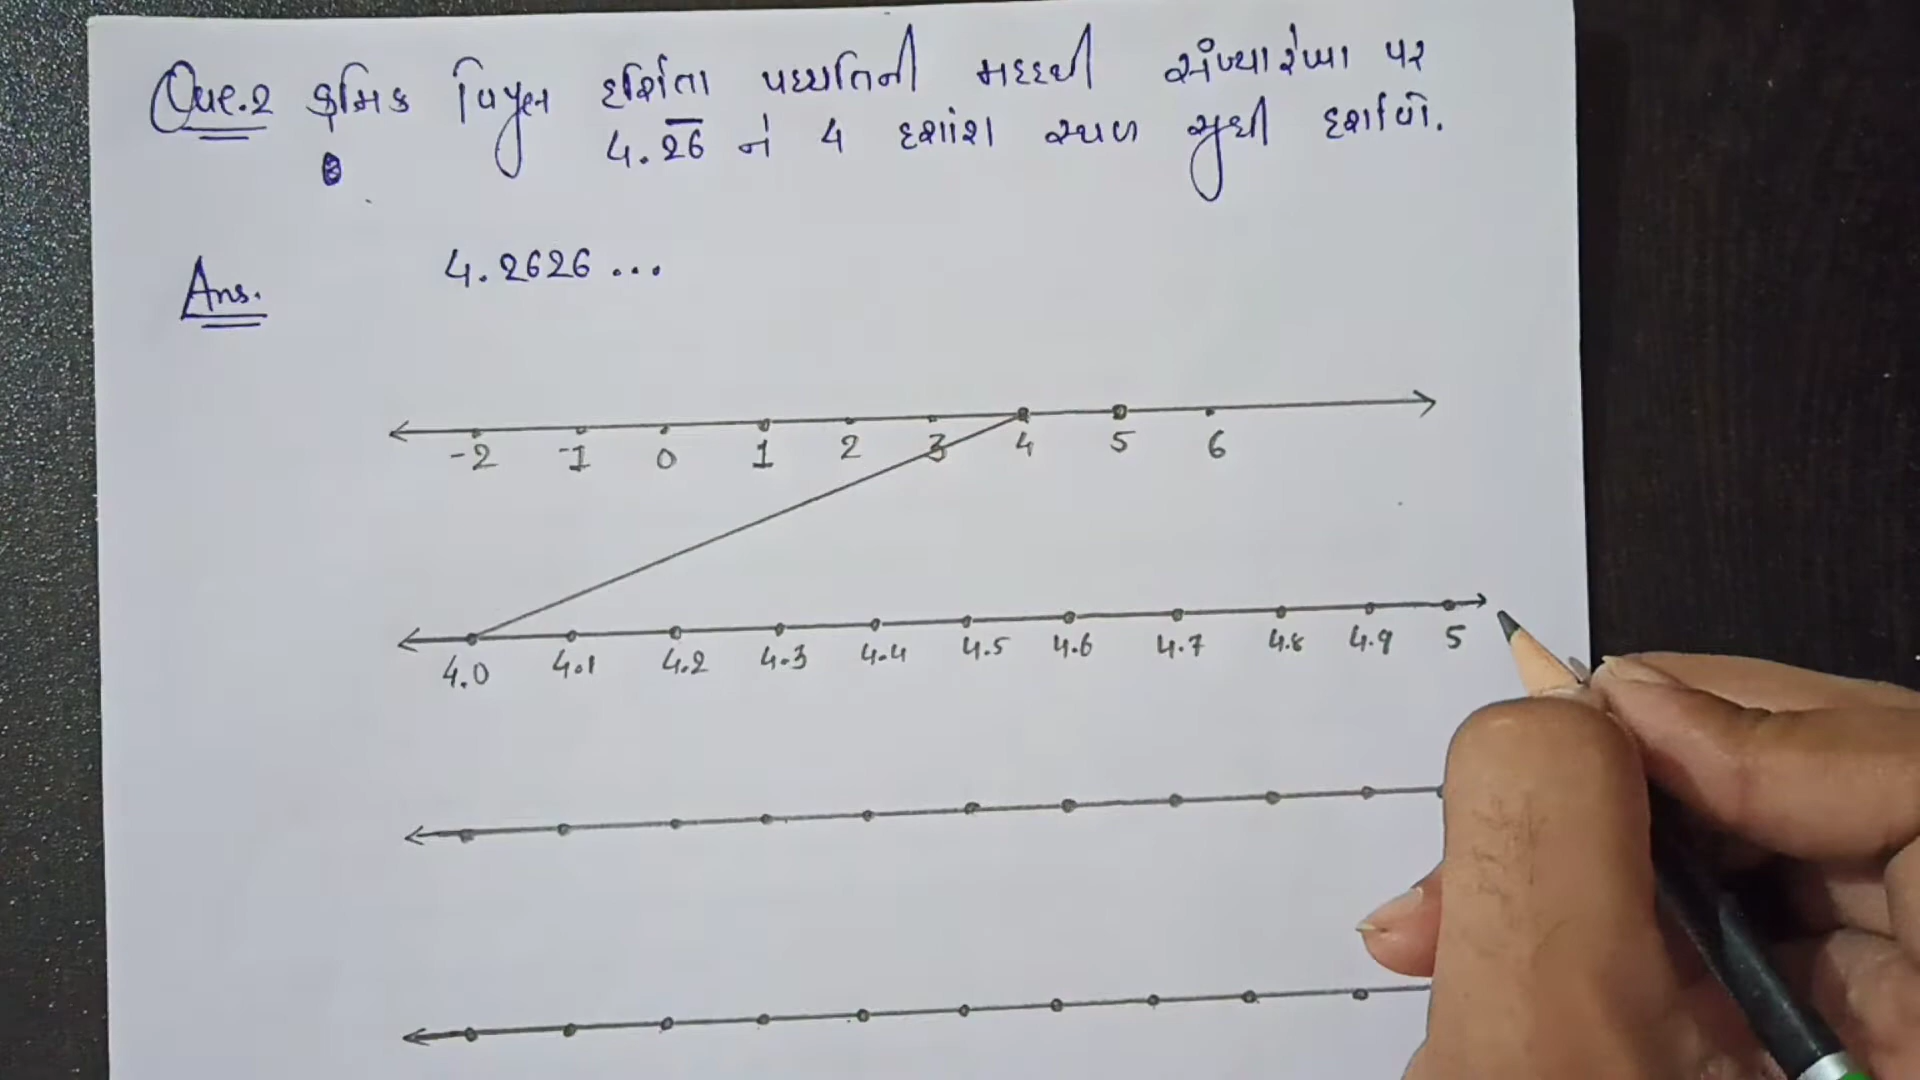 Que.2 ક્રમિક વિપુલ દર્શિતા પધ્ધતિની મદદથી સંખ્યારેખા પર
4.2̅6̅ ને 4 દશાંશ સ્થળ સુધી દર્શાવો.
Ans. 4.2626...
-2 -1 0 1 2 3 4 5 6
4.0 4.1 4.2 4.3 4.4 4.5 4.6 4.7 4.8 4.9 5